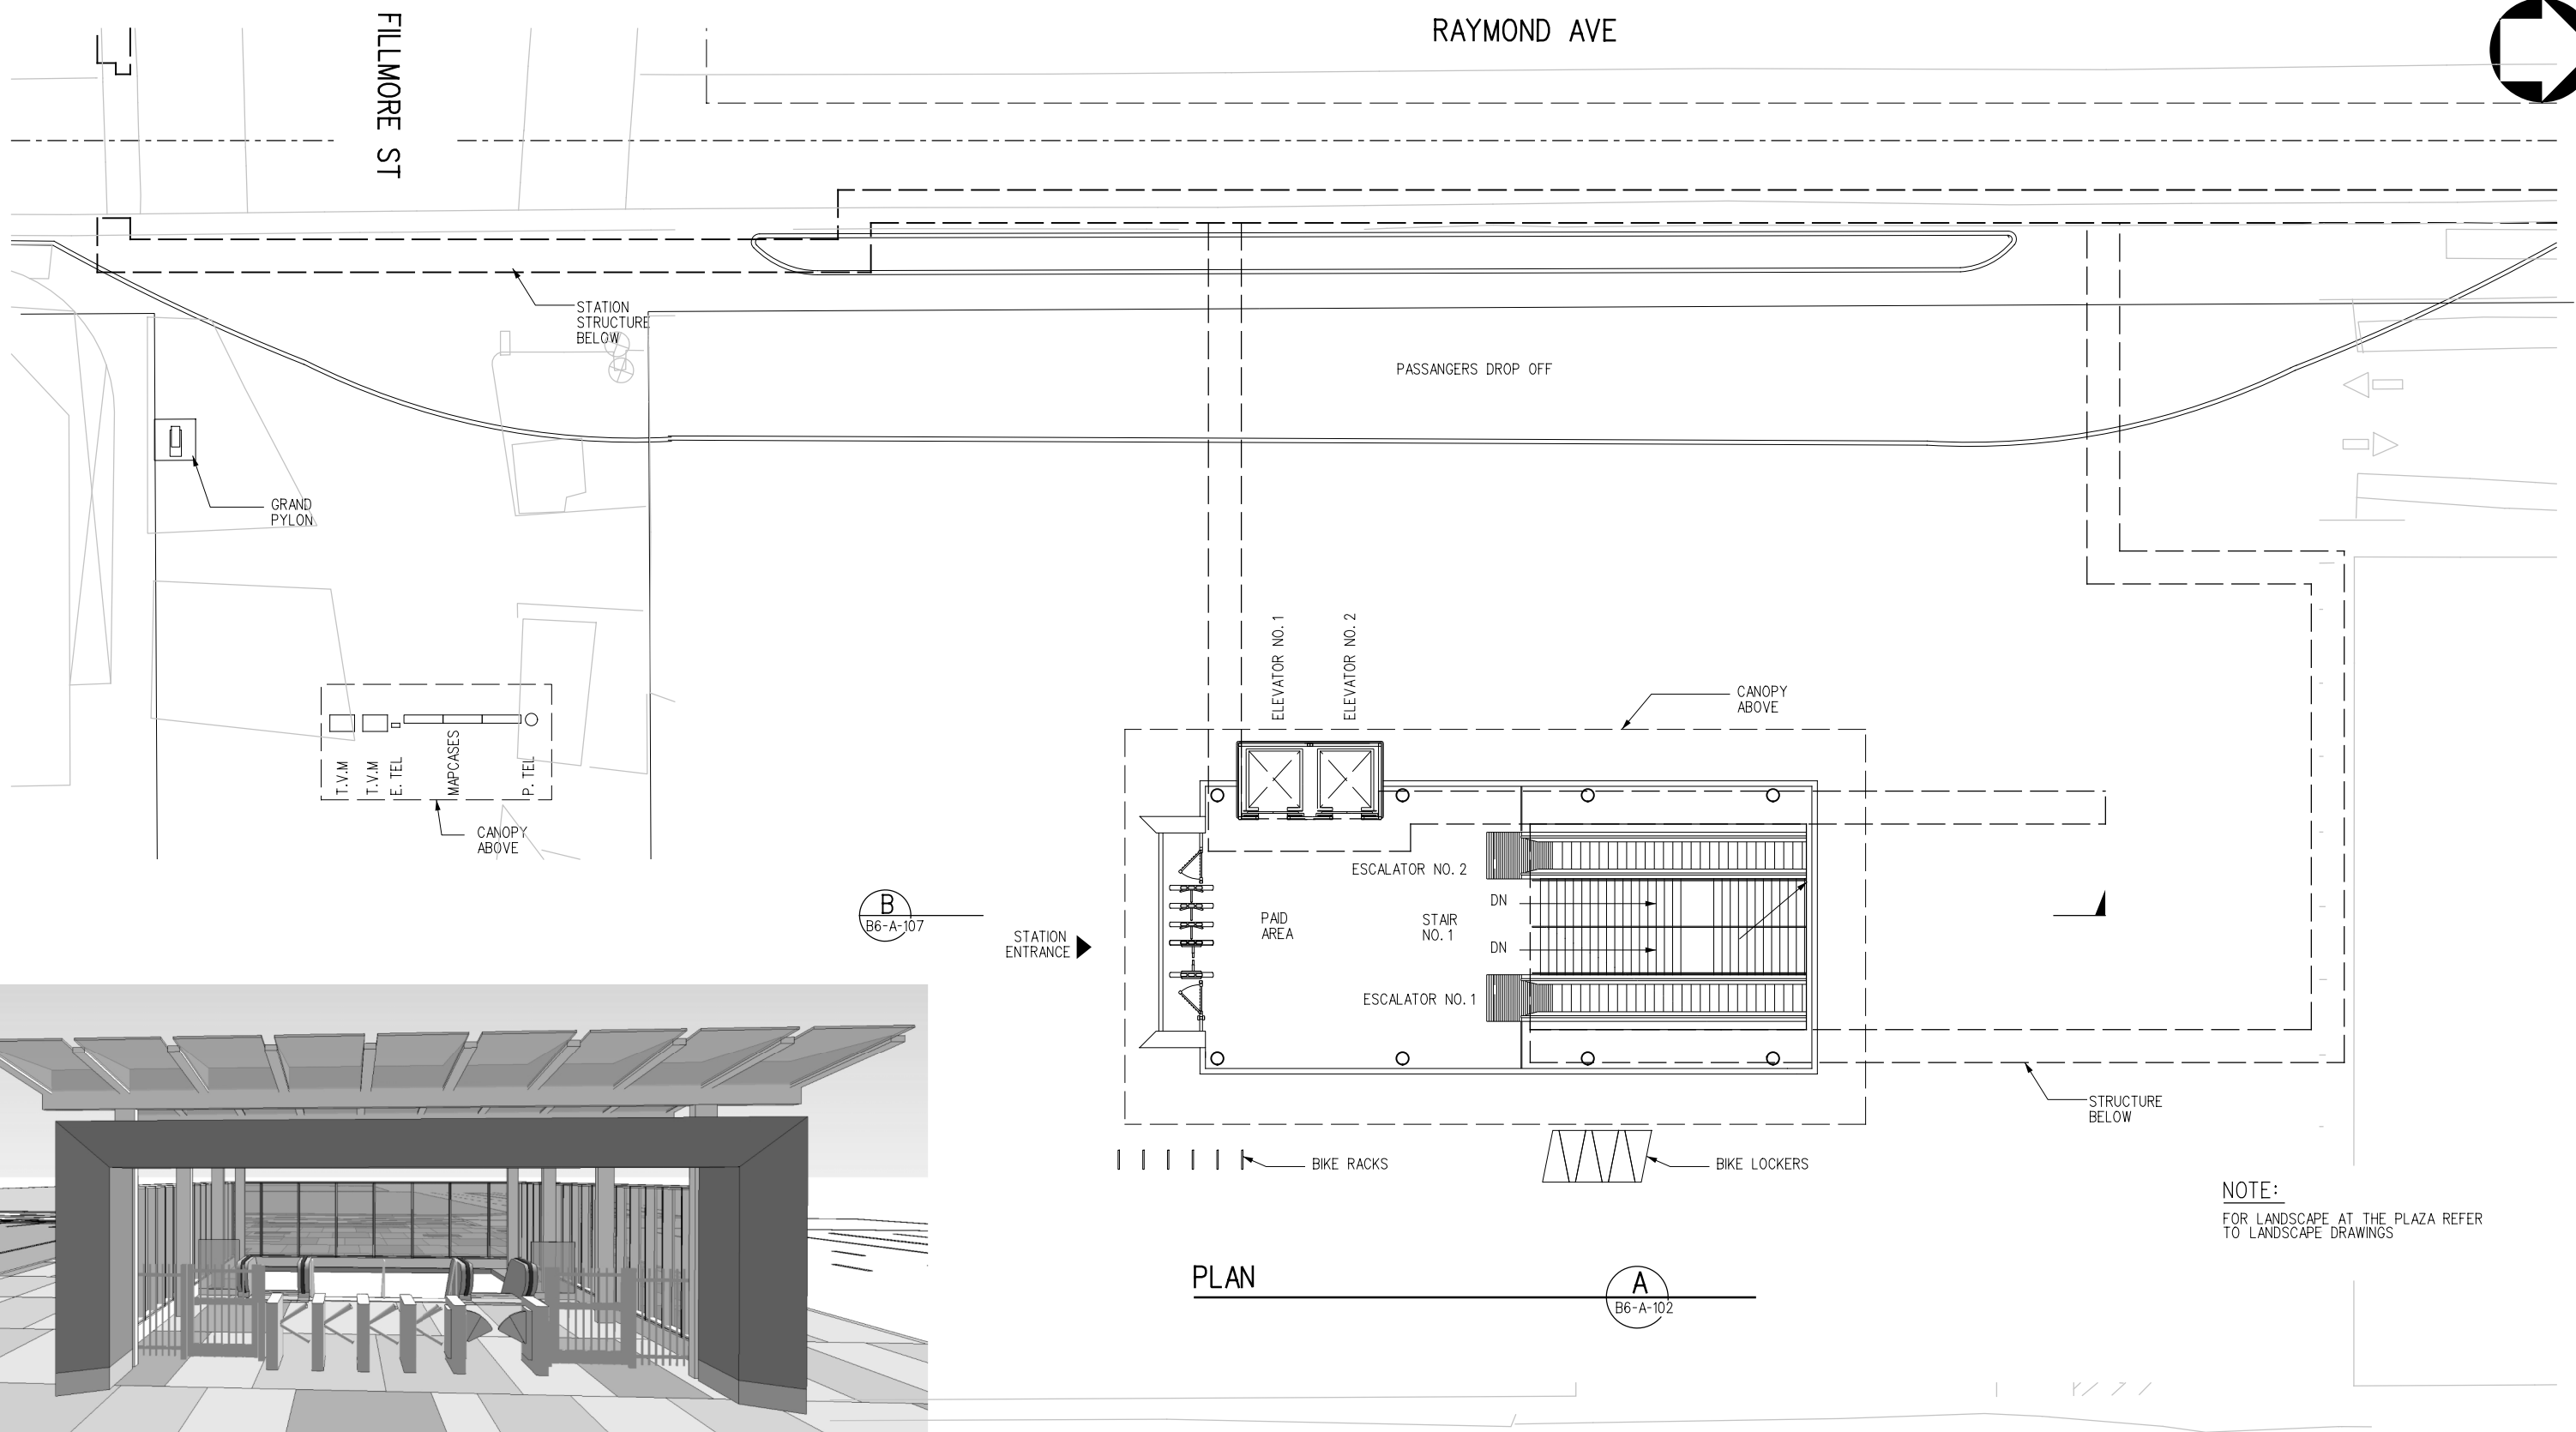 RAYMOND AVE
FILLMORE ST
STATION
STRUCTURE
BELOW
PASSANGERS DROP OFF
GRAND
PYLON
ELEVATOR NO.1
ELEVATOR NO.2
CANOPY
ABOVE
T.V.M
T.V.M
E.TEL
MAPCASES
P.TEL
CANOPY
ABOVE
ESCALATOR NO.2
B
B6-A-107
STATION
ENTRANCE
PAID
AREA
STAIR
NO.1
DN
DN
ESCALATOR NO.1
STRUCTURE
BELOW
BIKE RACKS
BIKE LOCKERS
NOTE:
FOR LANDSCAPE AT THE PLAZA REFER
TO LANDSCAPE DRAWINGS
PLAN
A
B6-A-102